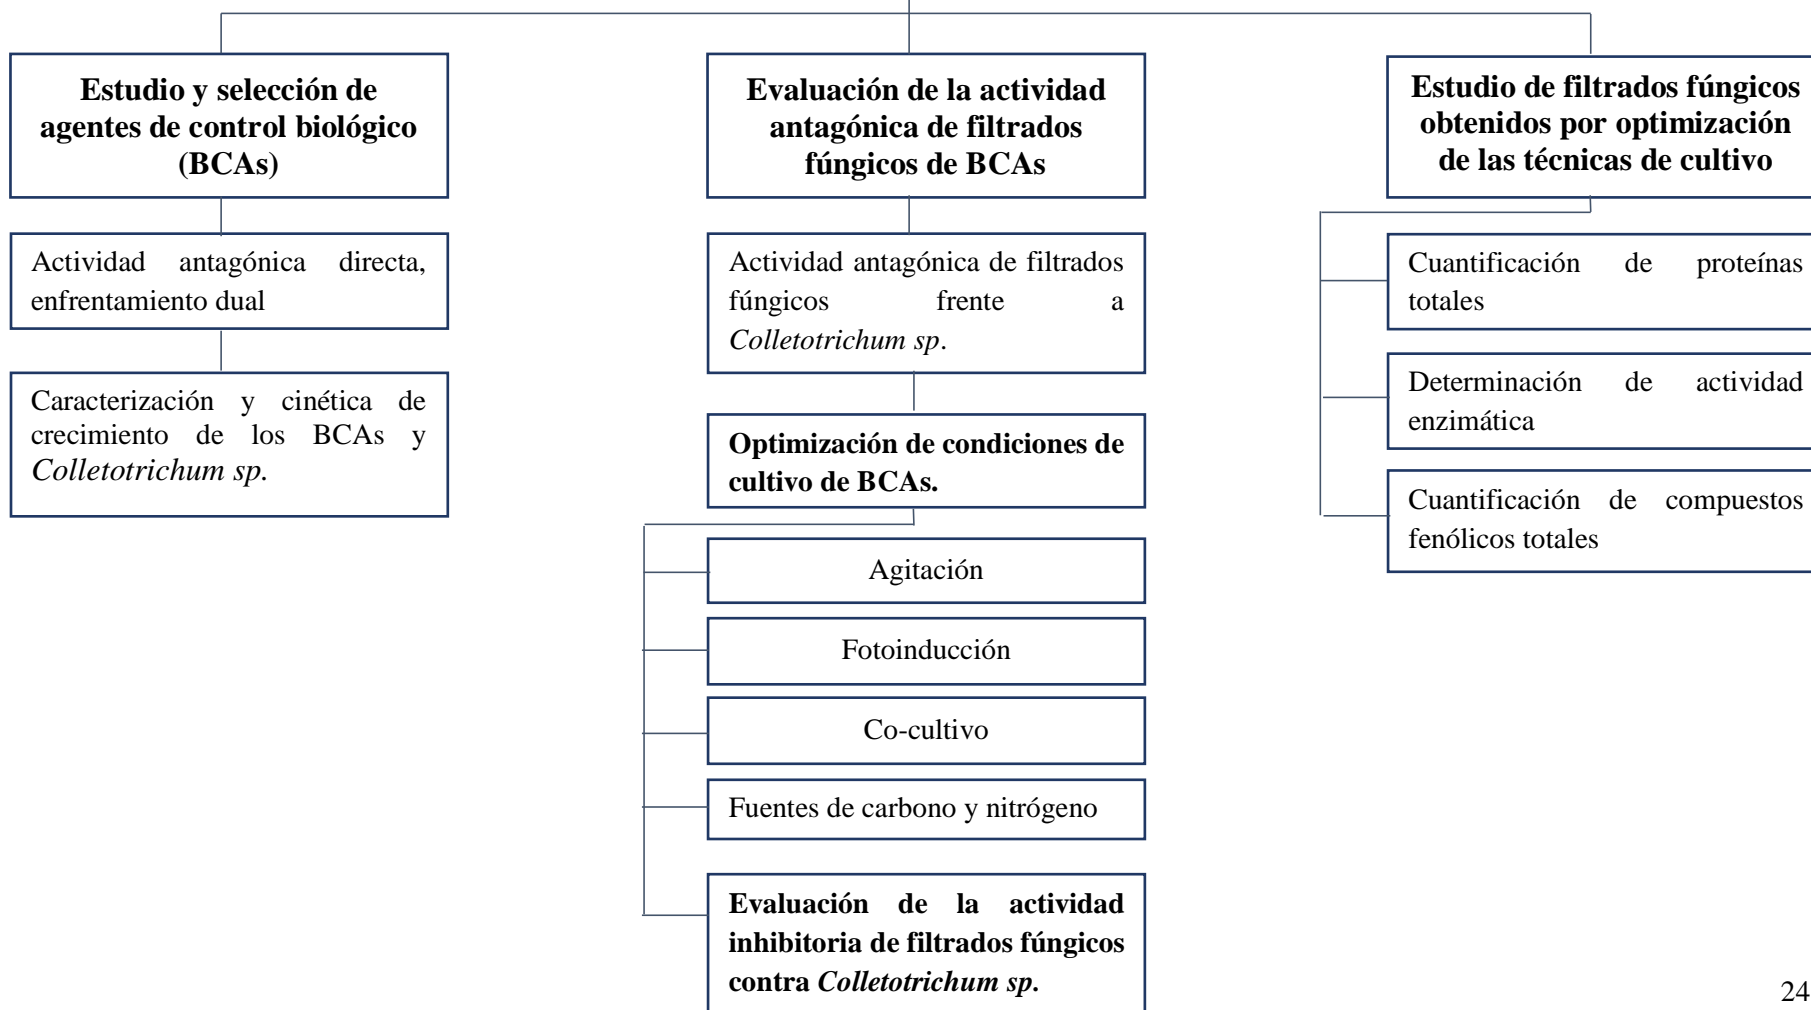 Estudio y selección de
agentes de control biológico
(BCAs)
Actividad antagónica directa,
enfrentamiento dual
Caracterización y cinética de
crecimiento de los BCAs y
Colletotrichum sp.
Evaluación de la actividad
antagónica de filtrados
fúngicos de BCAs
Actividad antagónica de filtrados
fúngicos frente a
Colletotrichum sp.
Optimización de condiciones de
cultivo de BCAs.
Agitación
Fotoinducción
Co-cultivo
Fuentes de carbono y nitrógeno
Evaluación de la actividad
inhibitoria de filtrados fúngicos
contra Colletotrichum sp.
Estudio de filtrados fúngicos
obtenidos por optimización
de las técnicas de cultivo
Cuantificación de proteínas
totales
Determinación de actividad
enzimática
Cuantificación de compuestos
fenólicos totales
24